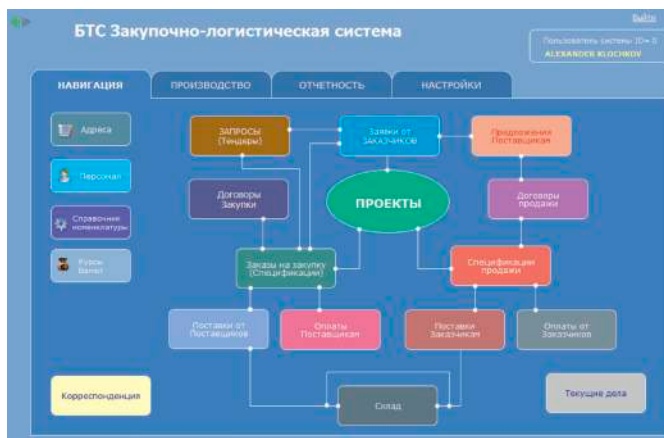 Выйти
БТС Закупочно-логистическая система
Пользователь системы ID=
ALEXANDER KLOCHKOV
НАВИГАЦИЯ
ПРОИЗВОДСТВО
ОТЧЕТНОСТЬ
НАСТРОЙКИ
Адреса
Персонал
Справочник
номенклатуры
Курсы
Валют
ЗАПРОСЫ
(Тендеры)
Заявки от
ЗАКАЗЧИКОВ
Предложения
Поставщикам
Договоры
Закупки
ПРОЕКТЫ
Договоры
продажи
Заказы на закупку
(Спецификации)
Спецификации
продажи
Поставки от
Поставщиков
Оплаты
Поставщикам
Поставки
Заказчикам
Оплаты от
Заказчиков
Корреспонденция
Склад
Текущие дела